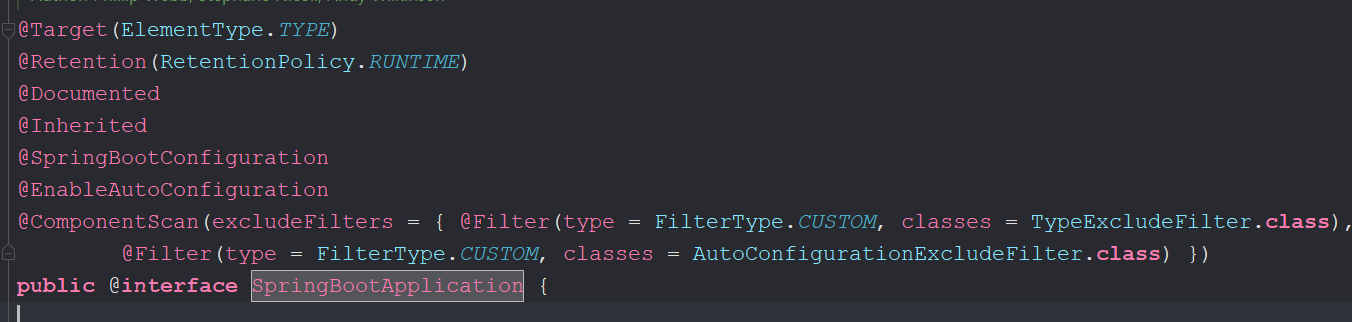 @Target(ElementType.TYPE)
@Retention(RetentionPolicy.RUNTIME)
@Documented
@Inherited
@SpringBootConfiguration
@EnableAutoConfiguration
@ComponentScan(excludeFilters = { @Filter(type = FilterType.CUSTOM, classes = TypeExcludeFilter.class),
@Filter(type = FilterType.CUSTOM, classes = AutoConfigurationExcludeFilter.class) })
public @interface SpringBootApplication {